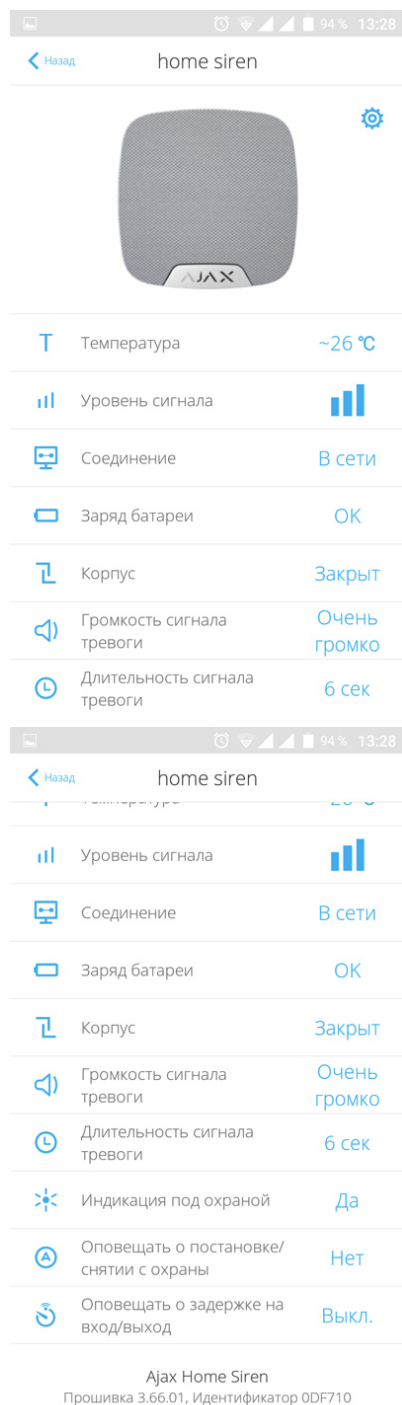 94 % 13:28
Назад home siren
AJAX
T Температура ~26 °C
Уровень сигнала
Соединение В сети
Заряд батареи OK
Корпус Закрыт
Громкость сигнала
тревоги
Очень
громко
Длительность сигнала
тревоги
6 сек
94 % 13:28
Назад home siren
Уровень сигнала
Соединение В сети
Заряд батареи OK
Корпус Закрыт
Громкость сигнала
тревоги
Очень
громко
Длительность сигнала
тревоги
6 сек
Индикация под охраной Да
A Оповещать о постановке/
снятии с охраны
Нет
Оповещать о задержке на
вход/выход
Выкл.
Ajax Home Siren
Прошивка 3.66.01, Идентификатор 0DF710